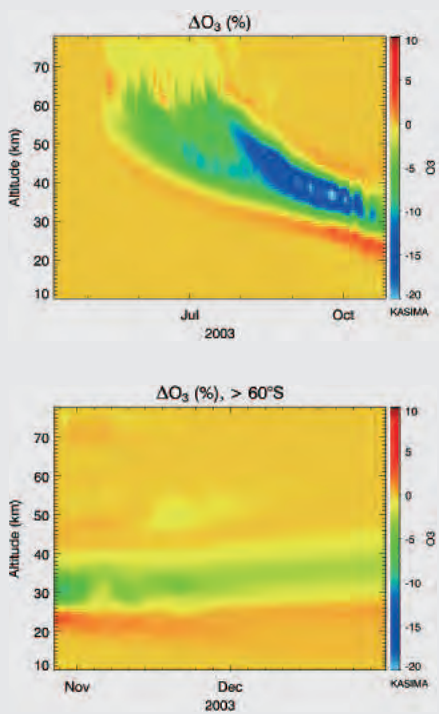 ΔO₃ (%)
70
60
50
40
30
20
10
Altitude (km)
Jul
Oct
2003
10
5
0
-5
-10
-15
-20
O3
KASIMA
ΔO₃ (%), > 60°S
70
60
50
40
30
20
10
Altitude (km)
Nov
Dec
2003
10
5
0
-5
-10
-15
-20
O3
KASIMA